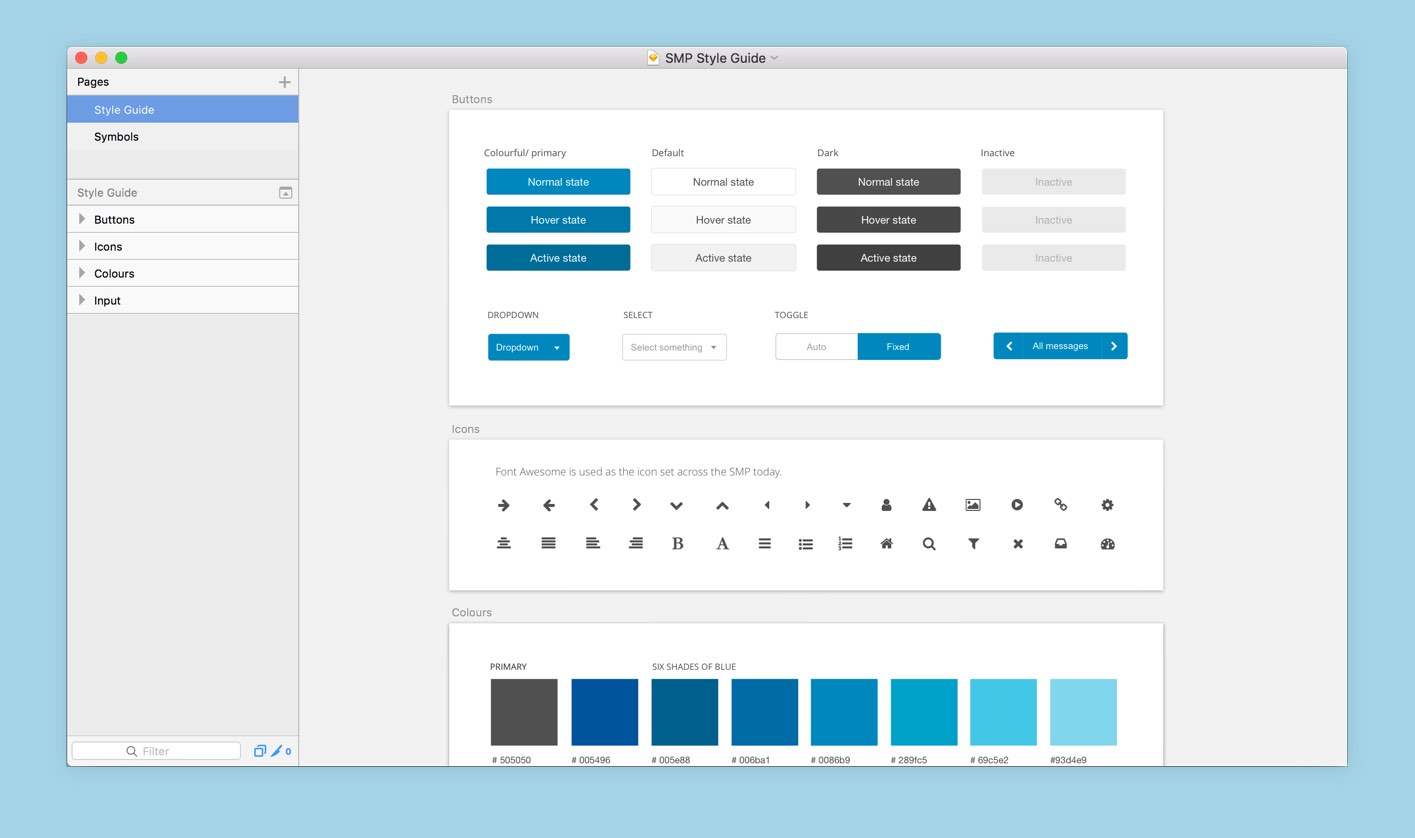 SMP Style Guide
Pages
Style Guide
Symbols
Style Guide
Buttons
Icons
Colours
Input
Filter
0
Buttons
Colourful/ primary Default Dark Inactive
Normal state Normal state Normal state Inactive
Hover state Hover state Hover state Inactive
Active state Active state Active state Inactive
DROPDOWN SELECT TOGGLE
Dropdown Select something Auto Fixed All messages
Icons
Font Awesome is used as the icon set across the SMP today.
B A
Colours
PRIMARY SIX SHADES OF BLUE
# 505050 # 005496 # 005e88 # 006ba1 # 0086b9 # 289fc5 # 69c5e2 #93d4e9